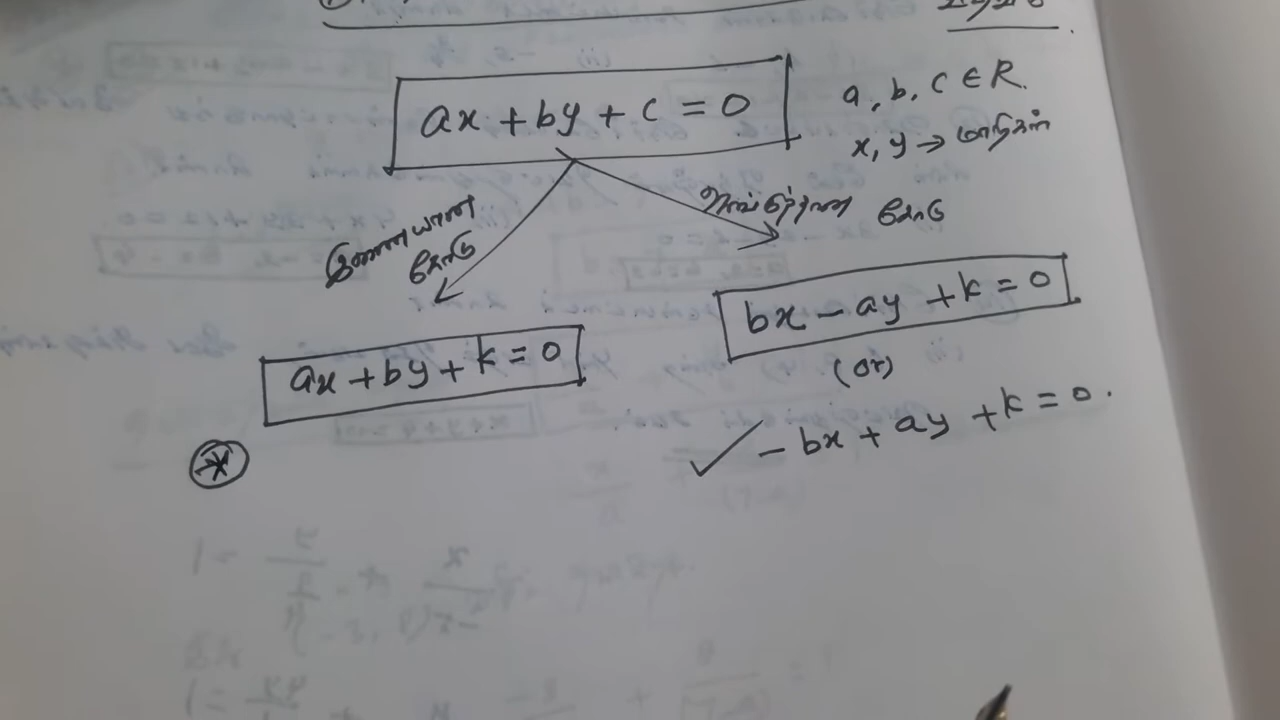 ax + by + c = 0
a, b, c ∈ R.
x, y → மாறிகள்
இணையான கோடு
செங்குத்தான கோடு
ax + by + k = 0
bx - ay + k = 0
(or)
✓ - bx + ay + k = 0.